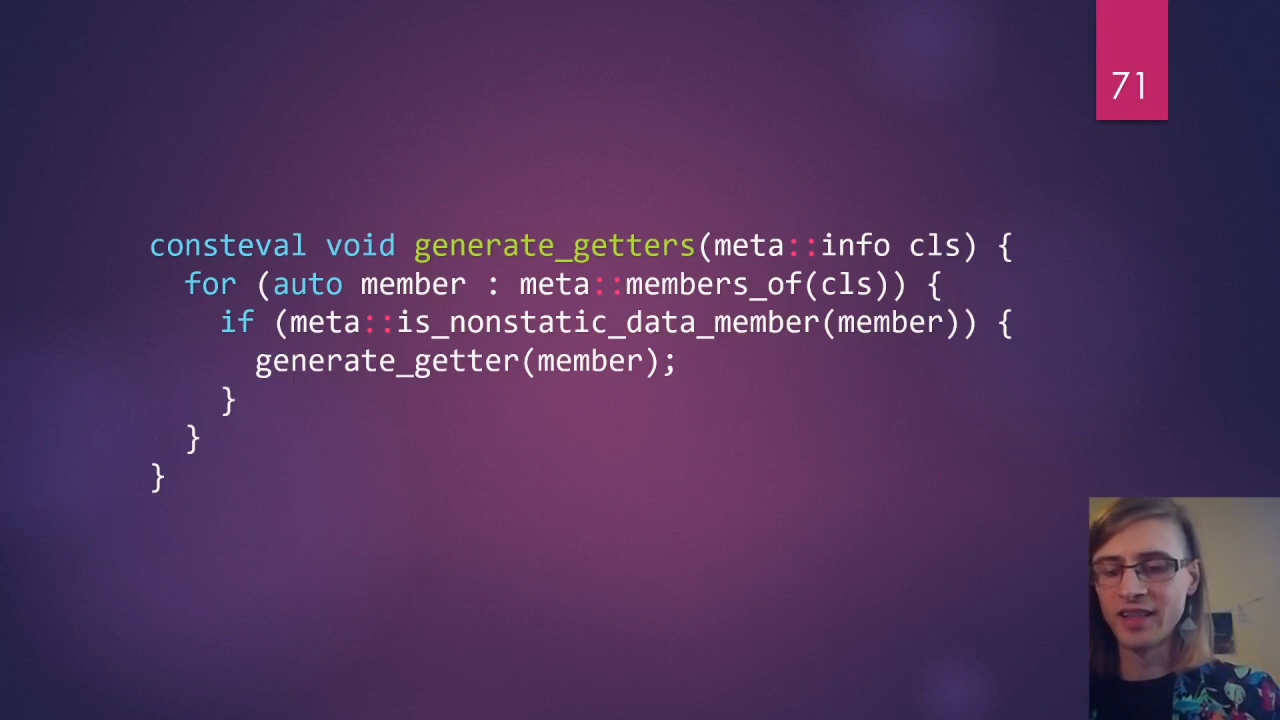 71
consteval void generate_getters(meta::info cls) {
  for (auto member : meta::members_of(cls)) {
    if (meta::is_nonstatic_data_member(member)) {
      generate_getter(member);
    }
  }
}